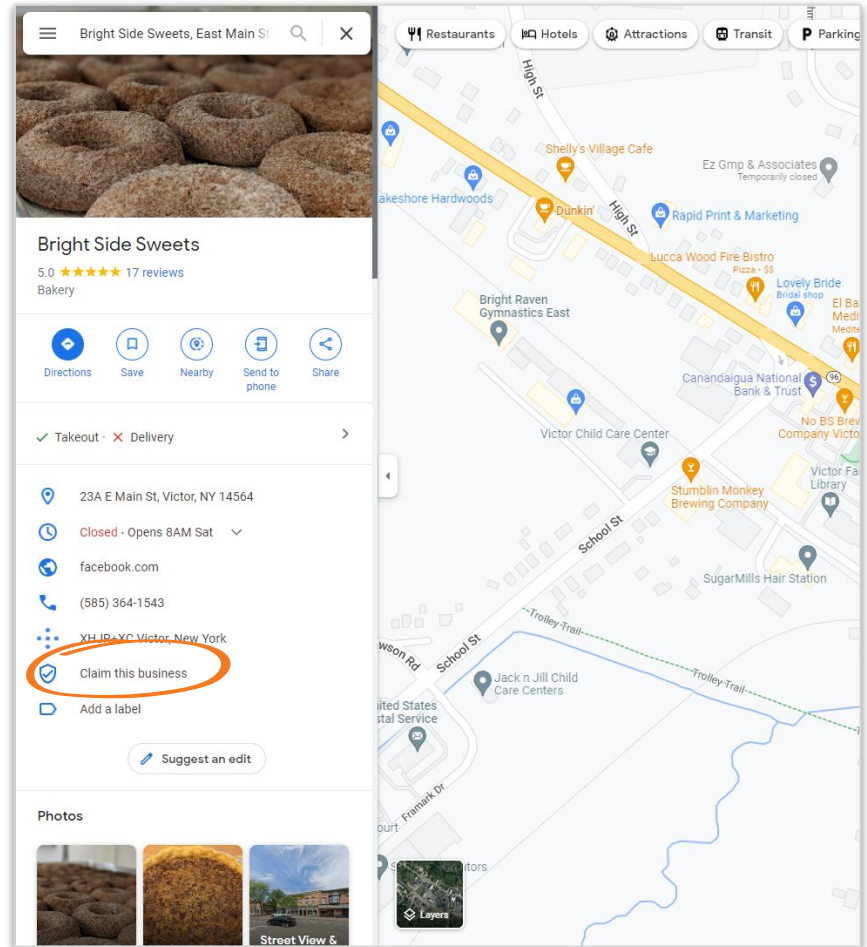 Bright Side Sweets, East Main St
Restaurants
Hotels
Attractions
Transit
Parking
Bright Side Sweets
5.0 ★★★★★ 17 reviews
Bakery
Directions
Save
Nearby
Send to
phone
Share
Takeout · Delivery
23A E Main St, Victor, NY 14564
Closed · Opens 8AM Sat
facebook.com
(585) 364-1543
Victor, New York
Claim this business
Add a label
Suggest an edit
Photos
Street View &
High St
Shelly's Village Cafe
Ez Gmp & Associates
Temporarily closed
akeshore Hardwoods
Dunkin'
High St
Rapid Print & Marketing
Lucca Wood Fire Bistro
Pizza · $$
Lovely Bride
Bridal shop
El Ba
Medi
Medite
Bright Raven
Gymnastics East
Canandaigua National
Bank & Trust
96
No BS Brew
Company Victo
Victor Child Care Center
Stumblin Monkey
Brewing Company
Victor Fa
Library
School St
SugarMills Hair Station
Trolley Trail
wson Rd
School St
Jack n Jill Child
Care Centers
Trolley Trail
ited States
stal Service
Framark Dr
ourt
S
tors
Layers